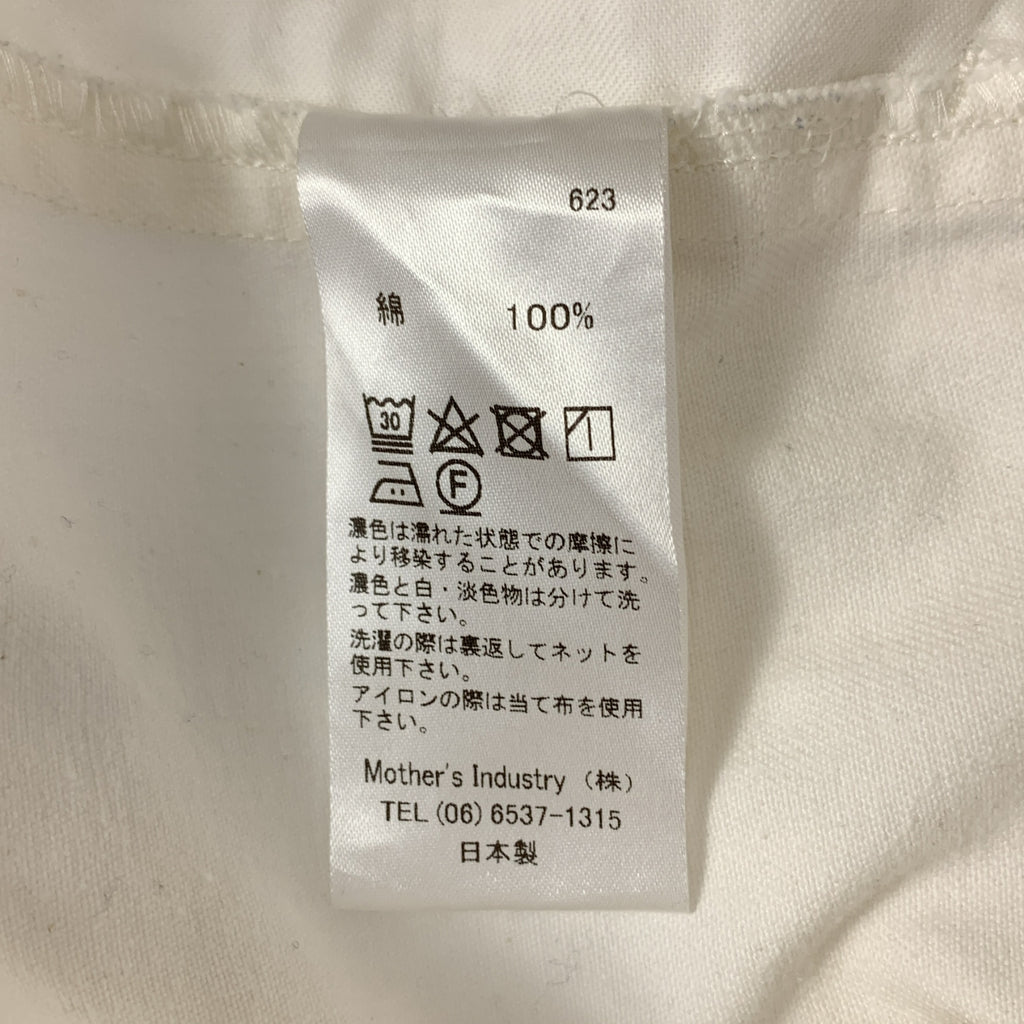 623
綿 100%
30
F
濃色は濡れた状態での摩擦に
より移染することがあります。
濃色と白・淡色物は分けて洗
って下さい。
洗濯の際は裏返してネットを
使用下さい。
アイロンの際は当て布を使用
下さい。
Mother's Industry （株）
TEL (06) 6537-1315
日本製